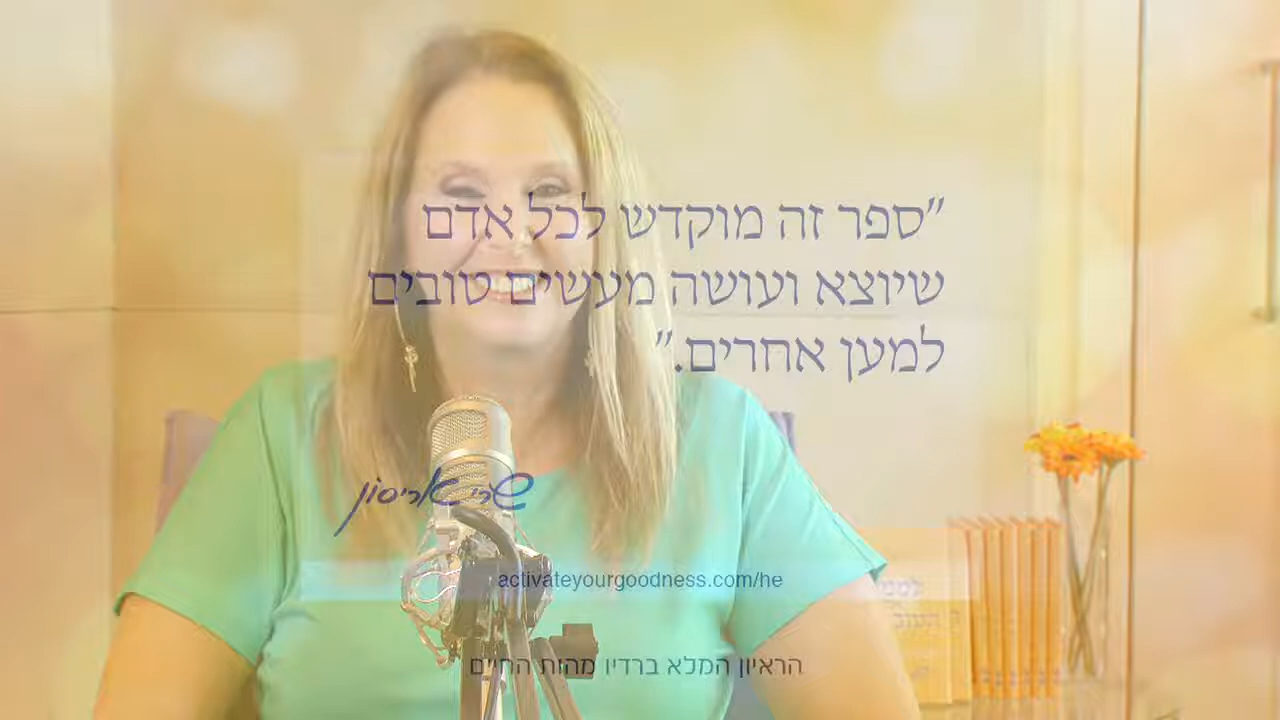 "ספר זה מוקדש לכל אדם
שיוצא ועושה מעשים טובים
למען אחרים."
שרי אריסון
activateyourgoodness.com/he
הראיון המלא ברדיו מהות החיים